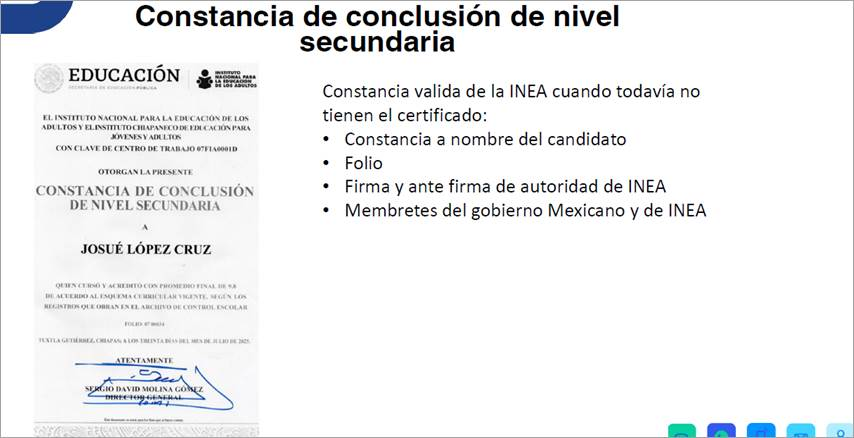 Constancia de conclusión de nivel
secundaria
EDUCACIÓN
SECRETARÍA DE EDUCACIÓN PÚBLICA
INSTITUTO
NACIONAL PARA
LA EDUCACIÓN
DE LOS ADULTOS
EL INSTITUTO NACIONAL PARA LA EDUCACIÓN DE LOS
ADULTOS Y EL INSTITUTO CHIAPANECO DE EDUCACIÓN PARA
JÓVENES Y ADULTOS
CON CLAVE DE CENTRO DE TRABAJO 07FIA0001D
OTORGAN LA PRESENTE
CONSTANCIA DE CONCLUSIÓN
DE NIVEL SECUNDARIA
A
JOSUÉ LÓPEZ CRUZ
QUIEN CURSÓ Y ACREDITÓ CON PROMEDIO FINAL DE 9.8
DE ACUERDO AL ESQUEMA CURRICULAR VIGENTE, SEGÚN LOS
REGISTROS QUE OBRAN EN EL ARCHIVO DE CONTROL ESCOLAR
FOLIO: 07
TUXTLA GUTIÉRREZ, CHIAPAS; A LOS TREINTA DÍAS DEL MES DE JULIO DE 2025.
ATENTAMENTE
SERGIO DAVID MOLINA GÓMEZ
DIRECTOR GENERAL
Constancia valida de la INEA cuando todavía no
tienen el certificado:
• Constancia a nombre del candidato
• Folio
• Firma y ante firma de autoridad de INEA
• Membretes del gobierno Mexicano y de INEA